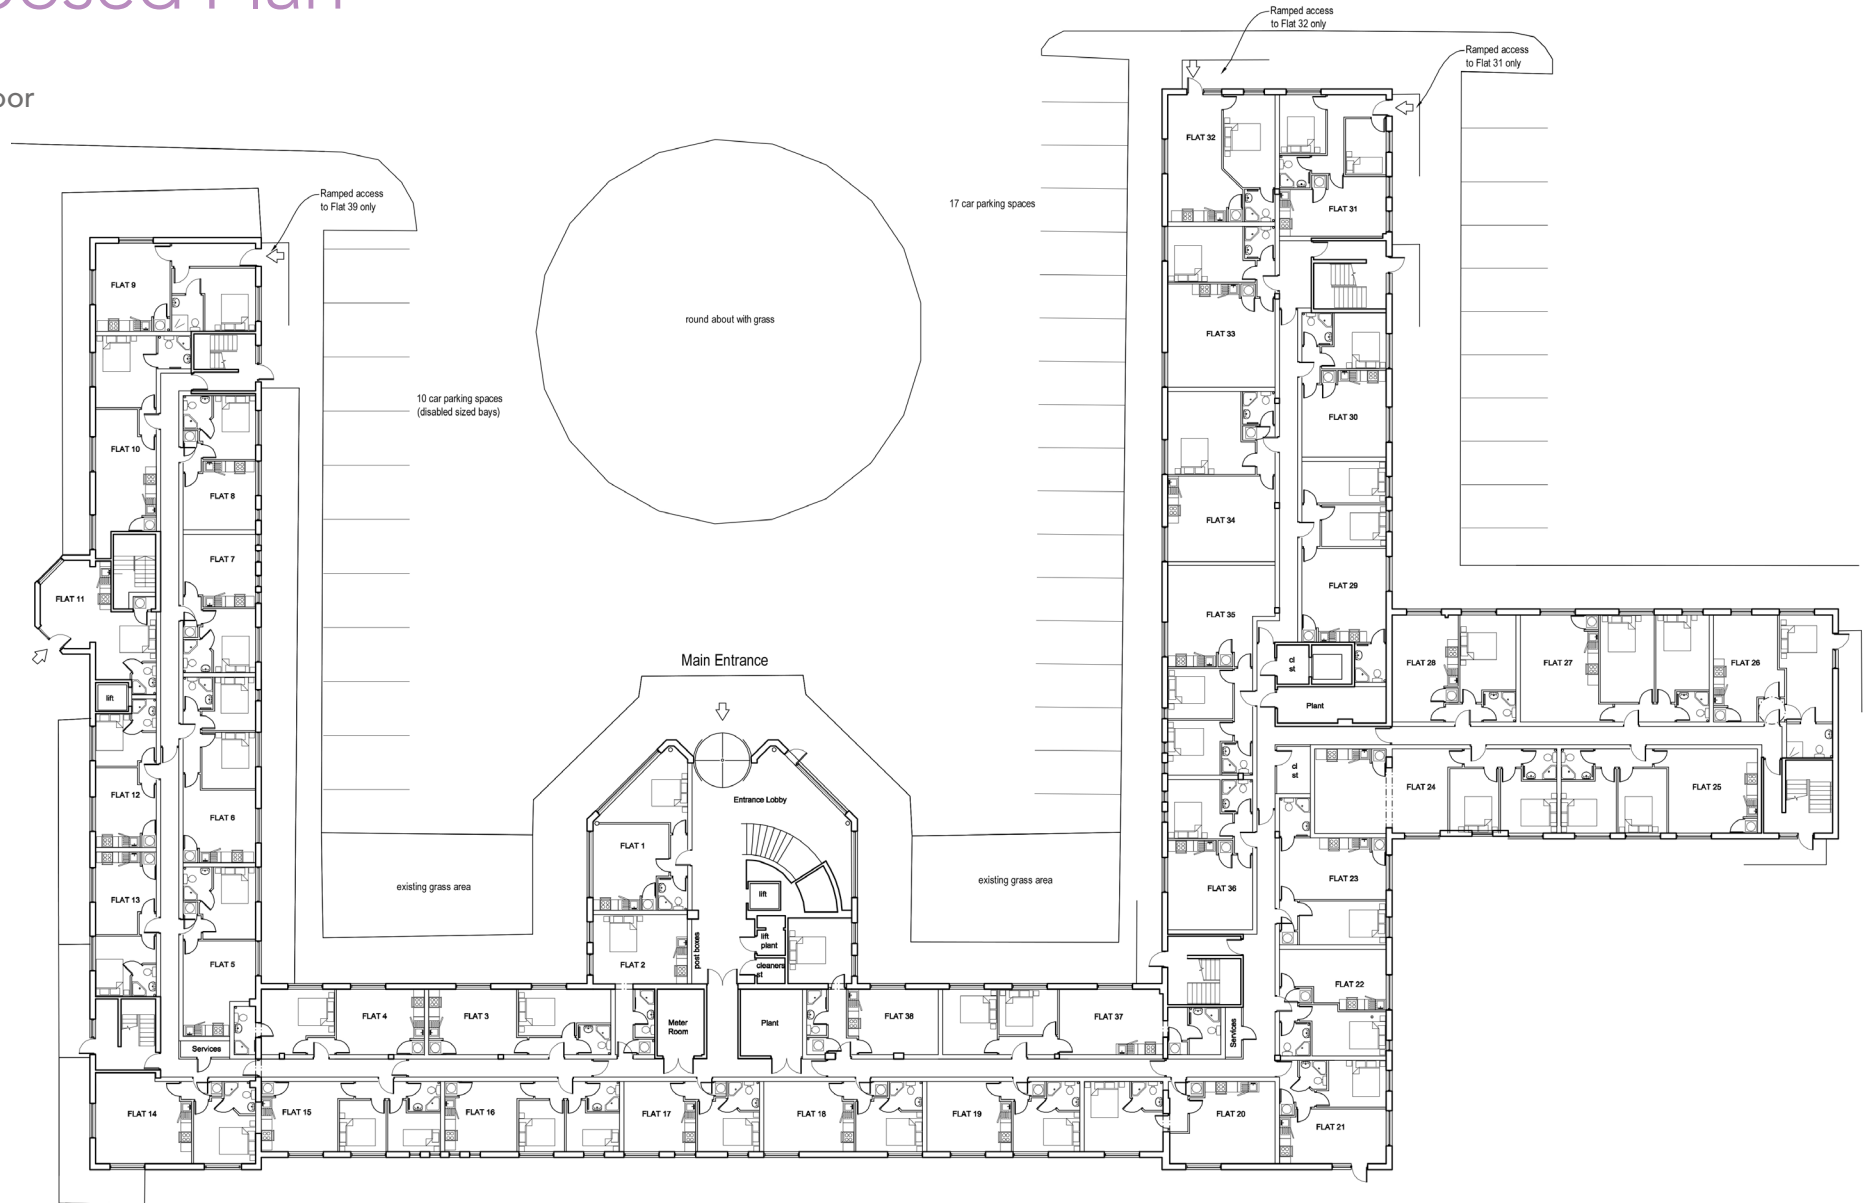 posed Plan
oor
Ramped access
to Flat 32 only
Ramped access
to Flat 31 only
Ramped access
to Flat 39 only
17 car parking spaces
round about with grass
10 car parking spaces
(disabled sized bays)
Main Entrance
Entrance Lobby
existing grass area
existing grass area
FLAT 9
FLAT 10
FLAT 8
FLAT 7
FLAT 11
lift
FLAT 12
FLAT 6
FLAT 13
FLAT 5
Services
FLAT 14
FLAT 1
FLAT 2
post boxes
lift
lift
plant
cleaners
st
FLAT 4
FLAT 3
Meter
Room
Plant
FLAT 38
FLAT 37
Services
FLAT 15
FLAT 16
FLAT 17
FLAT 18
FLAT 19
FLAT 20
FLAT 21
FLAT 32
FLAT 31
FLAT 33
FLAT 30
FLAT 34
FLAT 29
FLAT 35
cl
st
Plant
FLAT 28
FLAT 27
FLAT 26
cl
st
FLAT 24
FLAT 25
FLAT 36
FLAT 23
FLAT 22